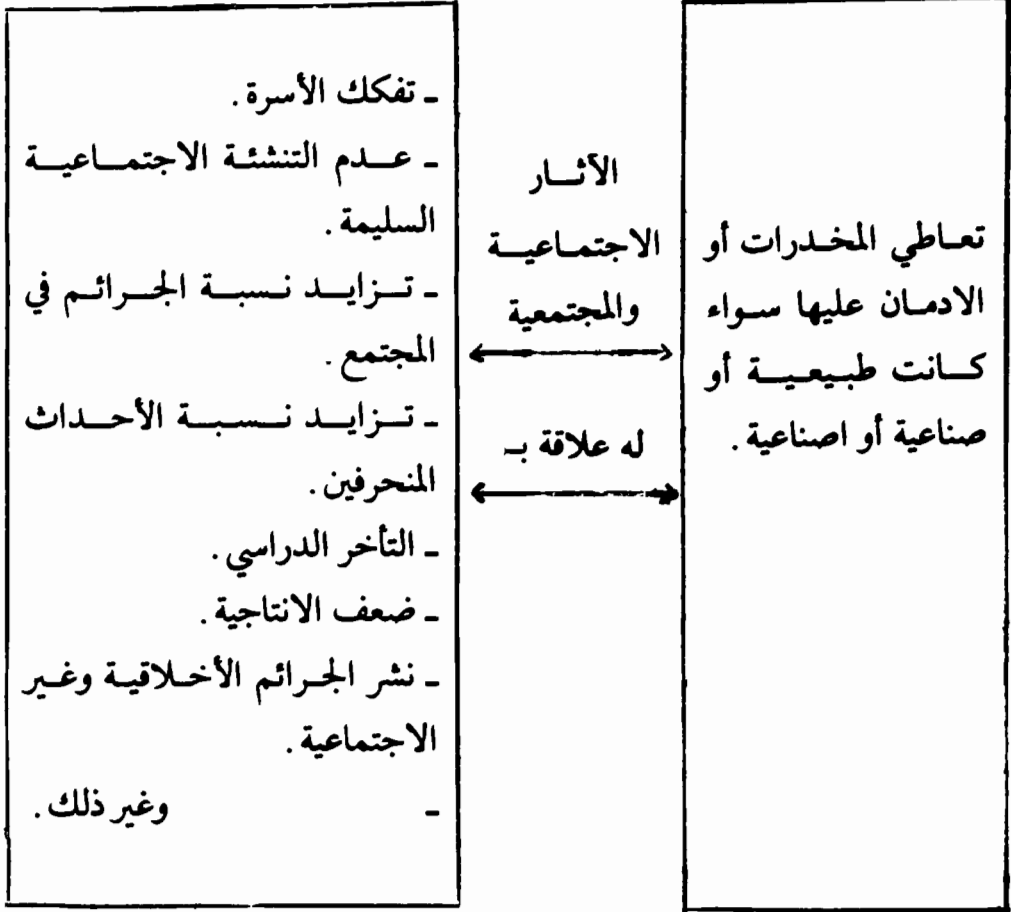 تعاطي المخدرات أو
الادمان عليها سواء
كانت طبيعية أو
صناعية أو اصناعية.
الآثار
الاجتماعية
والمجتمعية
له علاقة بـ
ـ تفكك الأسرة.
ـ عدم التنشئة الاجتماعية
السليمة.
ـ تزايد نسبة الجرائم في
المجتمع.
ـ تزايد نسبة الأحداث
المنحرفين.
ـ التأخر الدراسي.
ـ ضعف الانتاجية.
ـ نشر الجرائم الأخلاقية وغير
الاجتماعية.
ـ وغير ذلك.